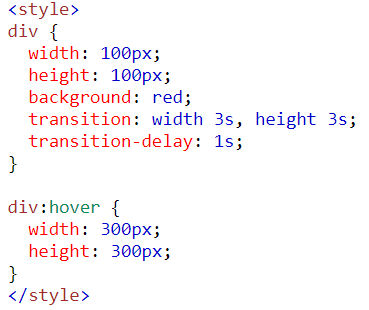 <style>
div {
  width: 100px;
  height: 100px;
  background: red;
  transition: width 3s, height 3s;
  transition-delay: 1s;
}

div:hover {
  width: 300px;
  height: 300px;
}
</style>